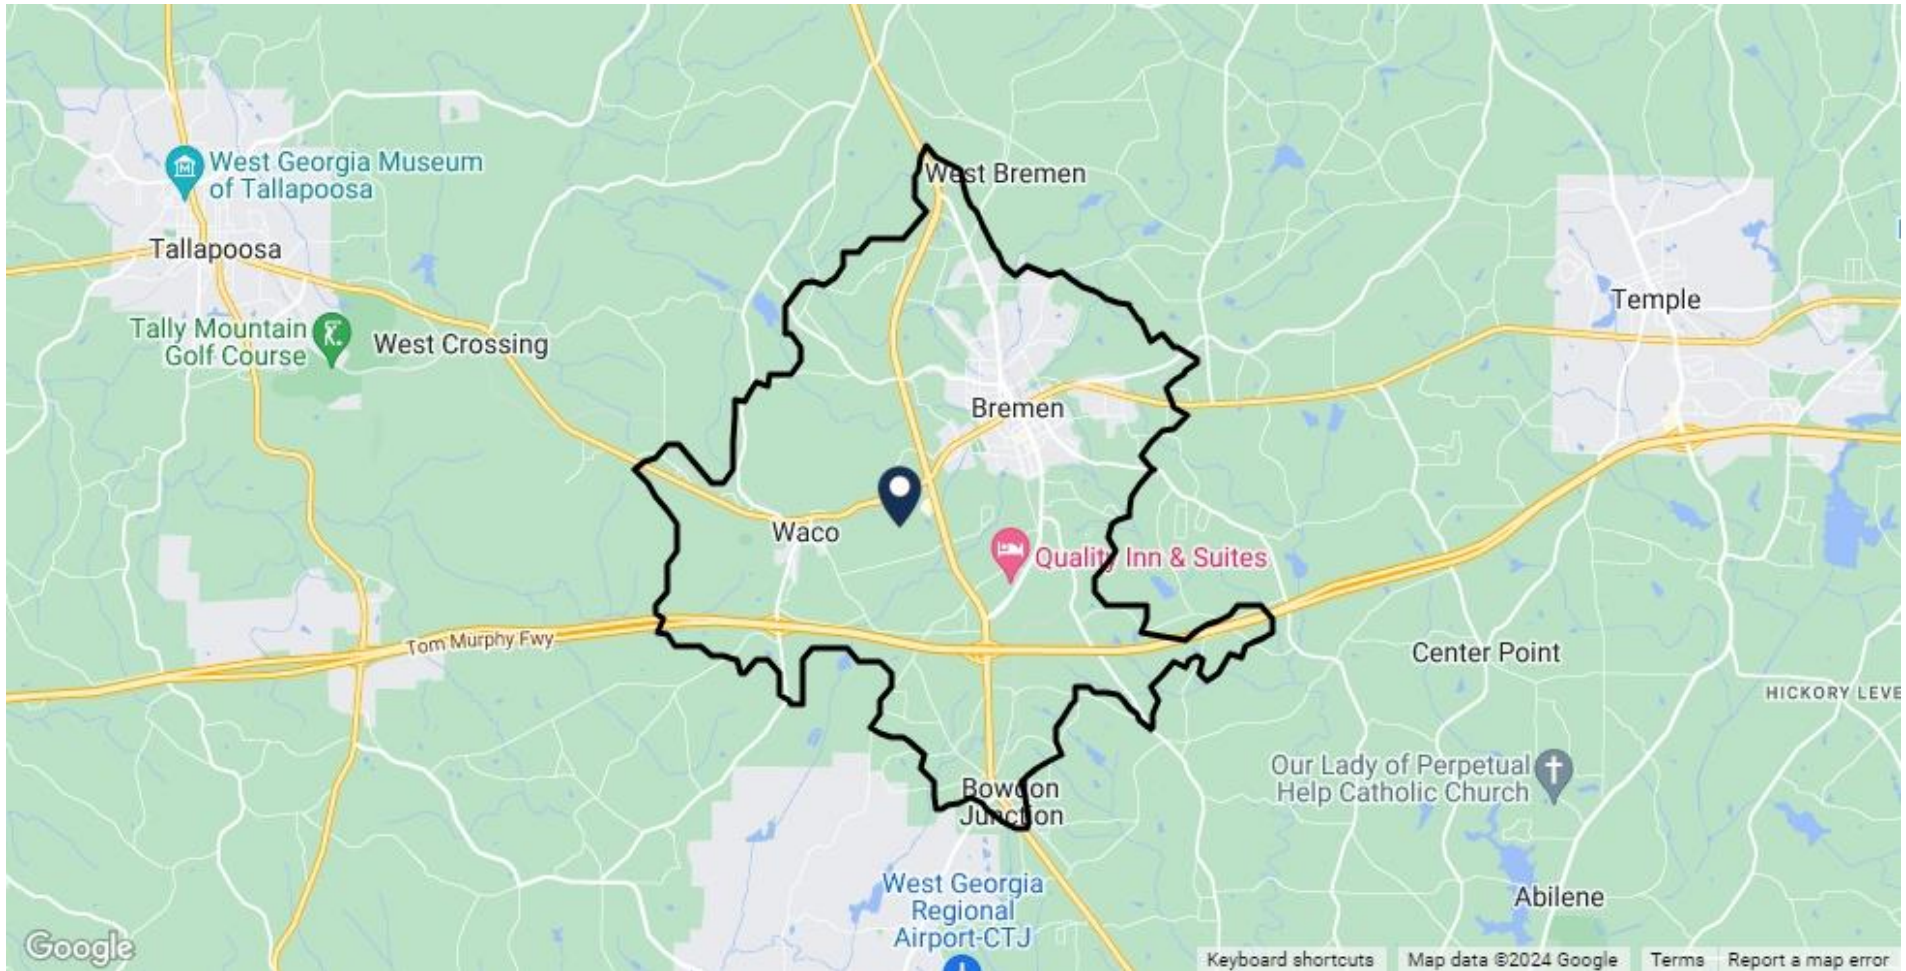 West Bremen
West Georgia Museum
of Tallapoosa
Tallapoosa
Temple
Tally Mountain
Golf Course
West Crossing
Bremen
Waco
Quality Inn & Suites
Tom Murphy Fwy
Center Point
HICKORY LEVE
Our Lady of Perpetual
Help Catholic Church
Bowdon
Junction
West Georgia
Regional
Airport-CTJ
Abilene
Google
Keyboard shortcuts
Map data ©2024 Google
Terms
Report a map error